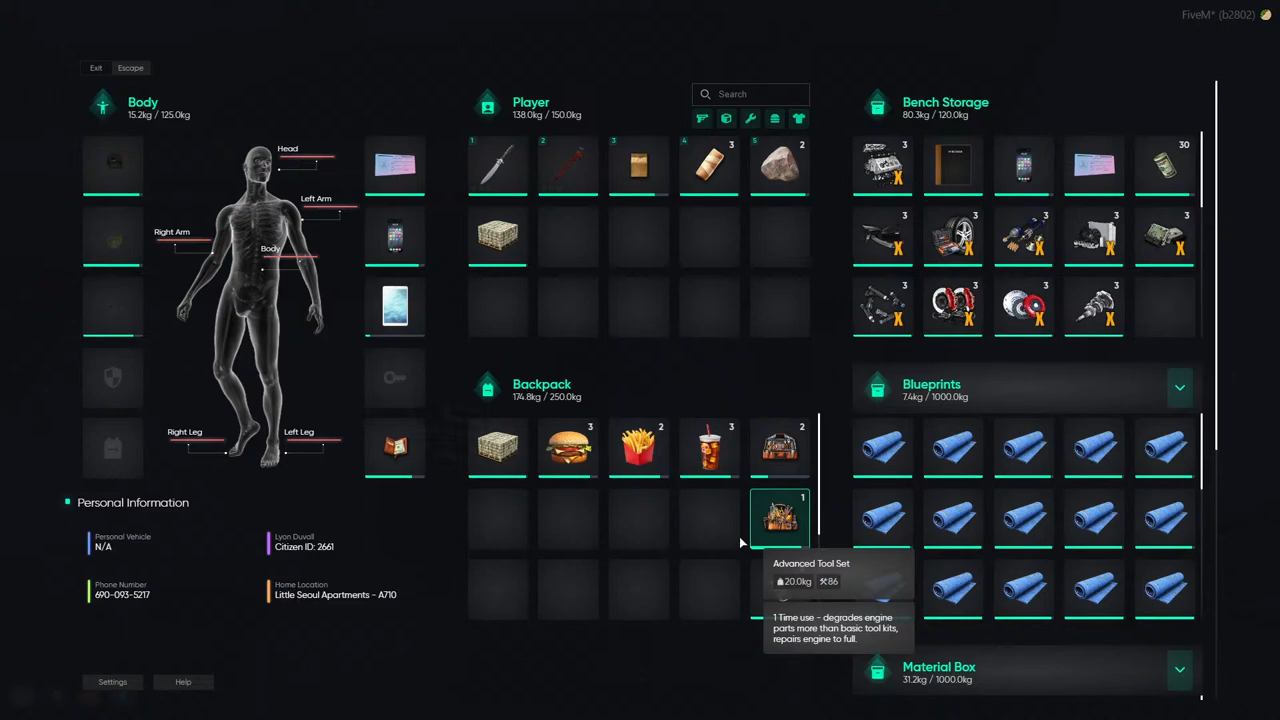 FiveM* (b2802)
Exit Escape
Body
15.2kg / 125.0kg
Player
138.0kg / 150.0kg
Search
Bench Storage
80.3kg / 120.0kg
1 2 3 4 3 5 2
3 30
Head
Left Arm
Right Arm
Body
X
3 3 3 3 3
X X X X
3 3 3 3
X X X X
Backpack
174.8kg / 250.0kg
Blueprints
7.4kg / 1000.0kg
3 2 3 2
Right Leg Left Leg
1
Personal Information
Personal Vehicle
N/A
Lyon Duvall
Citizen ID: 2661
Phone Number
690-093-5217
Home Location
Little Seoul Apartments - A710
Advanced Tool Set
20.0kg 86
1 Time use - degrades engine
parts more than basic tool kits,
repairs engine to full.
Material Box
31.2kg / 1000.0kg
Settings Help